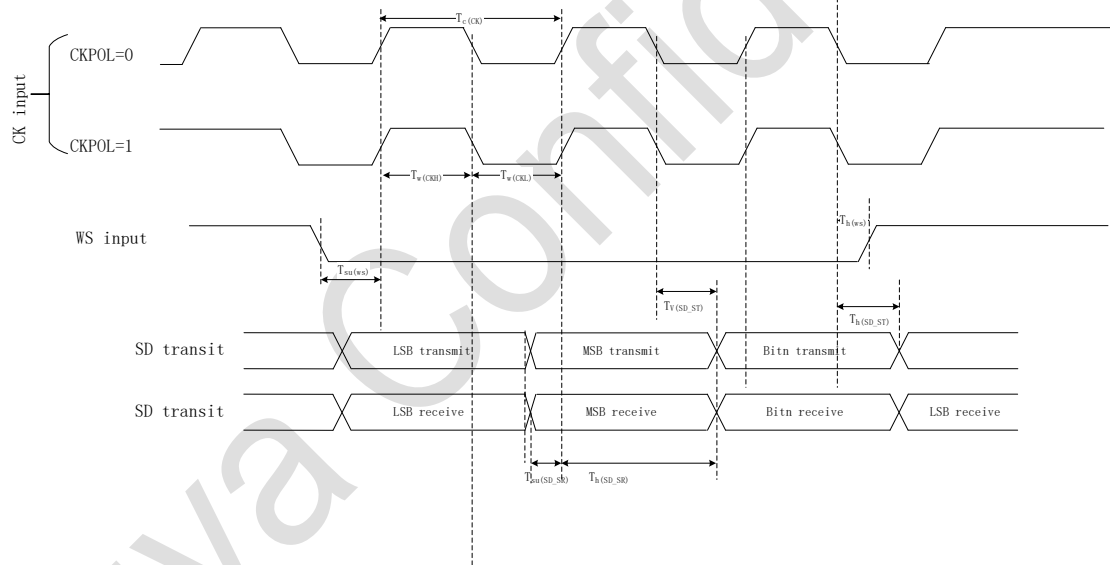 Tc(CK)
CKPOL=0
CK input
CKPOL=1
Tw(CKH)
Tw(CKL)
WS input
Th(ws)
Tsu(ws)
TV(SD_ST)
Th(SD_ST)
SD transit
LSB transmit
MSB transmit
Bitn transmit
SD transit
LSB receive
MSB receive
Bitn receive
LSB receive
Tsu(SD_SR)
Th(SD_SR)
va Confid